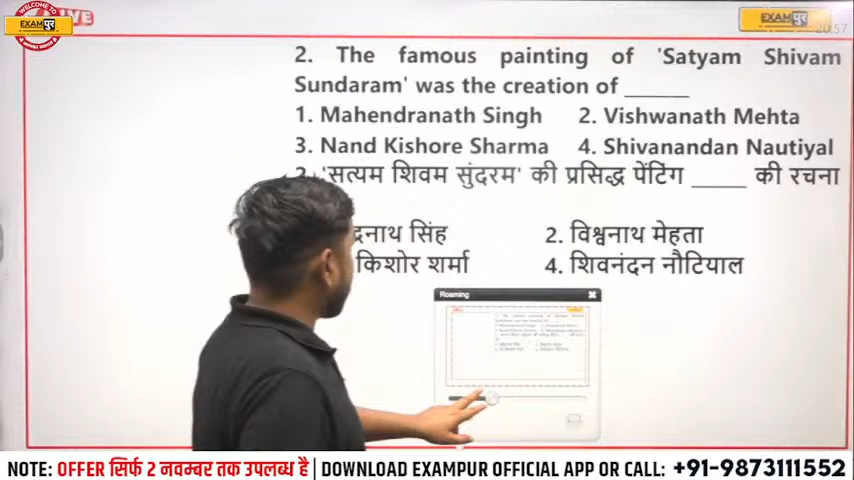 WELCOME TO
EXAMपुर
LIVE
EXAMपुर
20:57
2. The famous painting of 'Satyam Shivam
Sundaram' was the creation of ______
1. Mahendranath Singh 2. Vishwanath Mehta
3. Nand Kishore Sharma 4. Shivanandan Nautiyal
'सत्यम शिवम सुंदरम' की प्रसिद्ध पेंटिंग _____ की रचना
द्रनाथ सिंह 2. विश्वनाथ मेहता
किशोर शर्मा 4. शिवनंदन नौटियाल
Roaming
NOTE: OFFER सिर्फ 2 नवम्बर तक उपलब्ध है | DOWNLOAD EXAMPUR OFFICIAL APP OR CALL: +91-9873111552